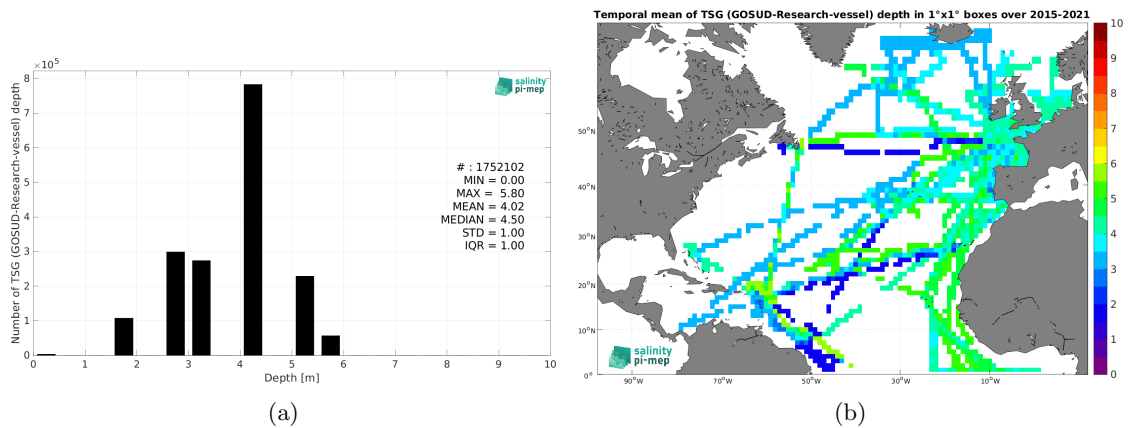 ×10⁵
8
7
6
5
4
3
2
1
0
Number of TSG (GOSUD-Research-vessel) depth
salinity
pi-mep
# : 1752102
MIN = 0.00
MAX = 5.80
MEAN = 4.02
MEDIAN = 4.50
STD = 1.00
IQR = 1.00
0 1 2 3 4 5 6 7 8 9 10
Depth [m]
(a)
Temporal mean of TSG (GOSUD-Research-vessel) depth in 1°x1° boxes over 2015-2021
50°N
40°N
30°N
20°N
10°N
0°
salinity
pi-mep
90°W 70°W 50°W 30°W 10°W
10
9
8
7
6
5
4
3
2
1
0
(b)